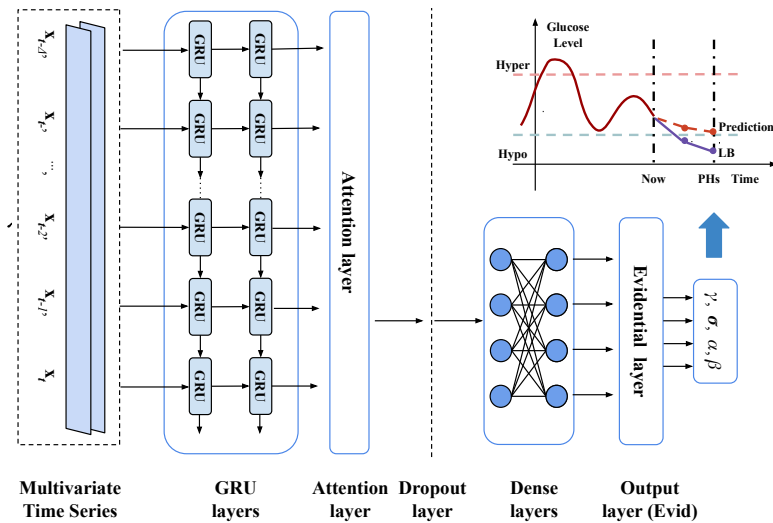 X_{t-J},
X_{t-3},
...,
X_{t-2},
X_{t-1},
X_t
GRU GRU
GRU GRU
GRU GRU
GRU GRU
GRU GRU
Attention layer
Glucose
Level
Hyper
Hypo
Prediction
LB
Now PHs Time
Evidential layer
γ, σ, α, β
Multivariate
Time Series
GRU
layers
Attention
layer
Dropout
layer
Dense
layers
Output
layer (Evid)